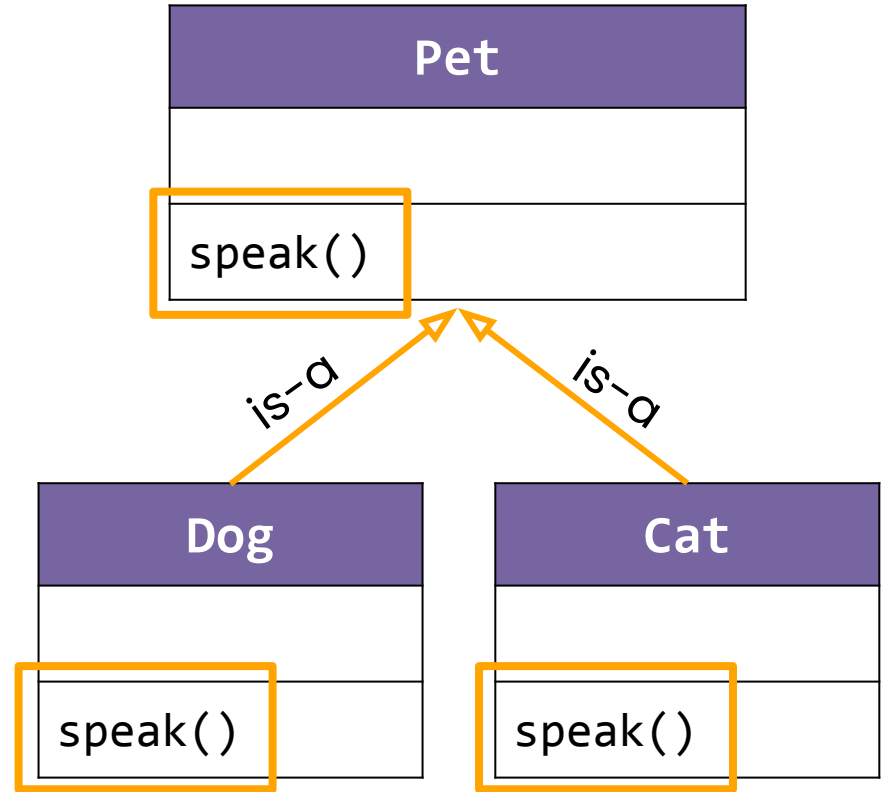 Pet
speak()
is-a
is-a
Dog
Cat
speak()
speak()